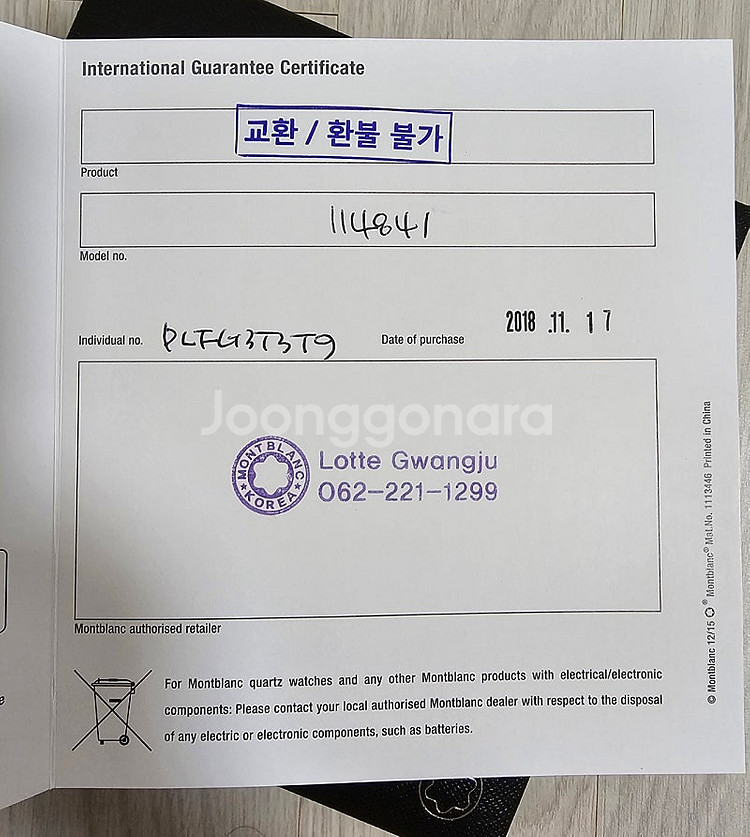 International Guarantee Certificate
교환 / 환불 불가
Product
114841
Model no.
Individual no. PLFG3T3T9 Date of purchase 2018 .11. 17
Joonggonara
MONTBLANC KOREA
Lotte Gwangju
062-221-1299
Montblanc authorised retailer
For Montblanc quartz watches and any other Montblanc products with electrical/electronic
components: Please contact your local authorised Montblanc dealer with respect to the disposal
of any electric or electronic components, such as batteries.
© Montblanc 12/15 ® Montblanc® Mat.No. 1113446 Printed in China